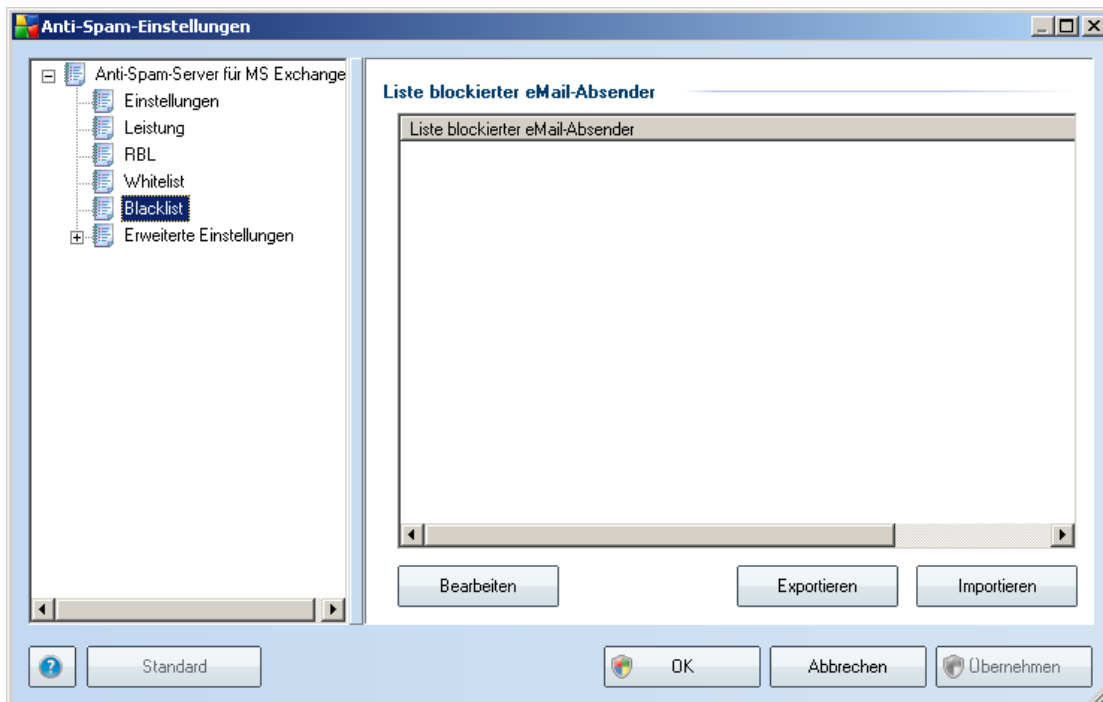 Anti-Spam-Einstellungen
Anti-Spam-Server für MS Exchange
Einstellungen
Leistung
RBL
Whitelist
Blacklist
Erweiterte Einstellungen
Liste blockierter eMail-Absender
Liste blockierter eMail-Absender
Bearbeiten
Exportieren
Importieren
?
Standard
OK
Abbrechen
Übernehmen